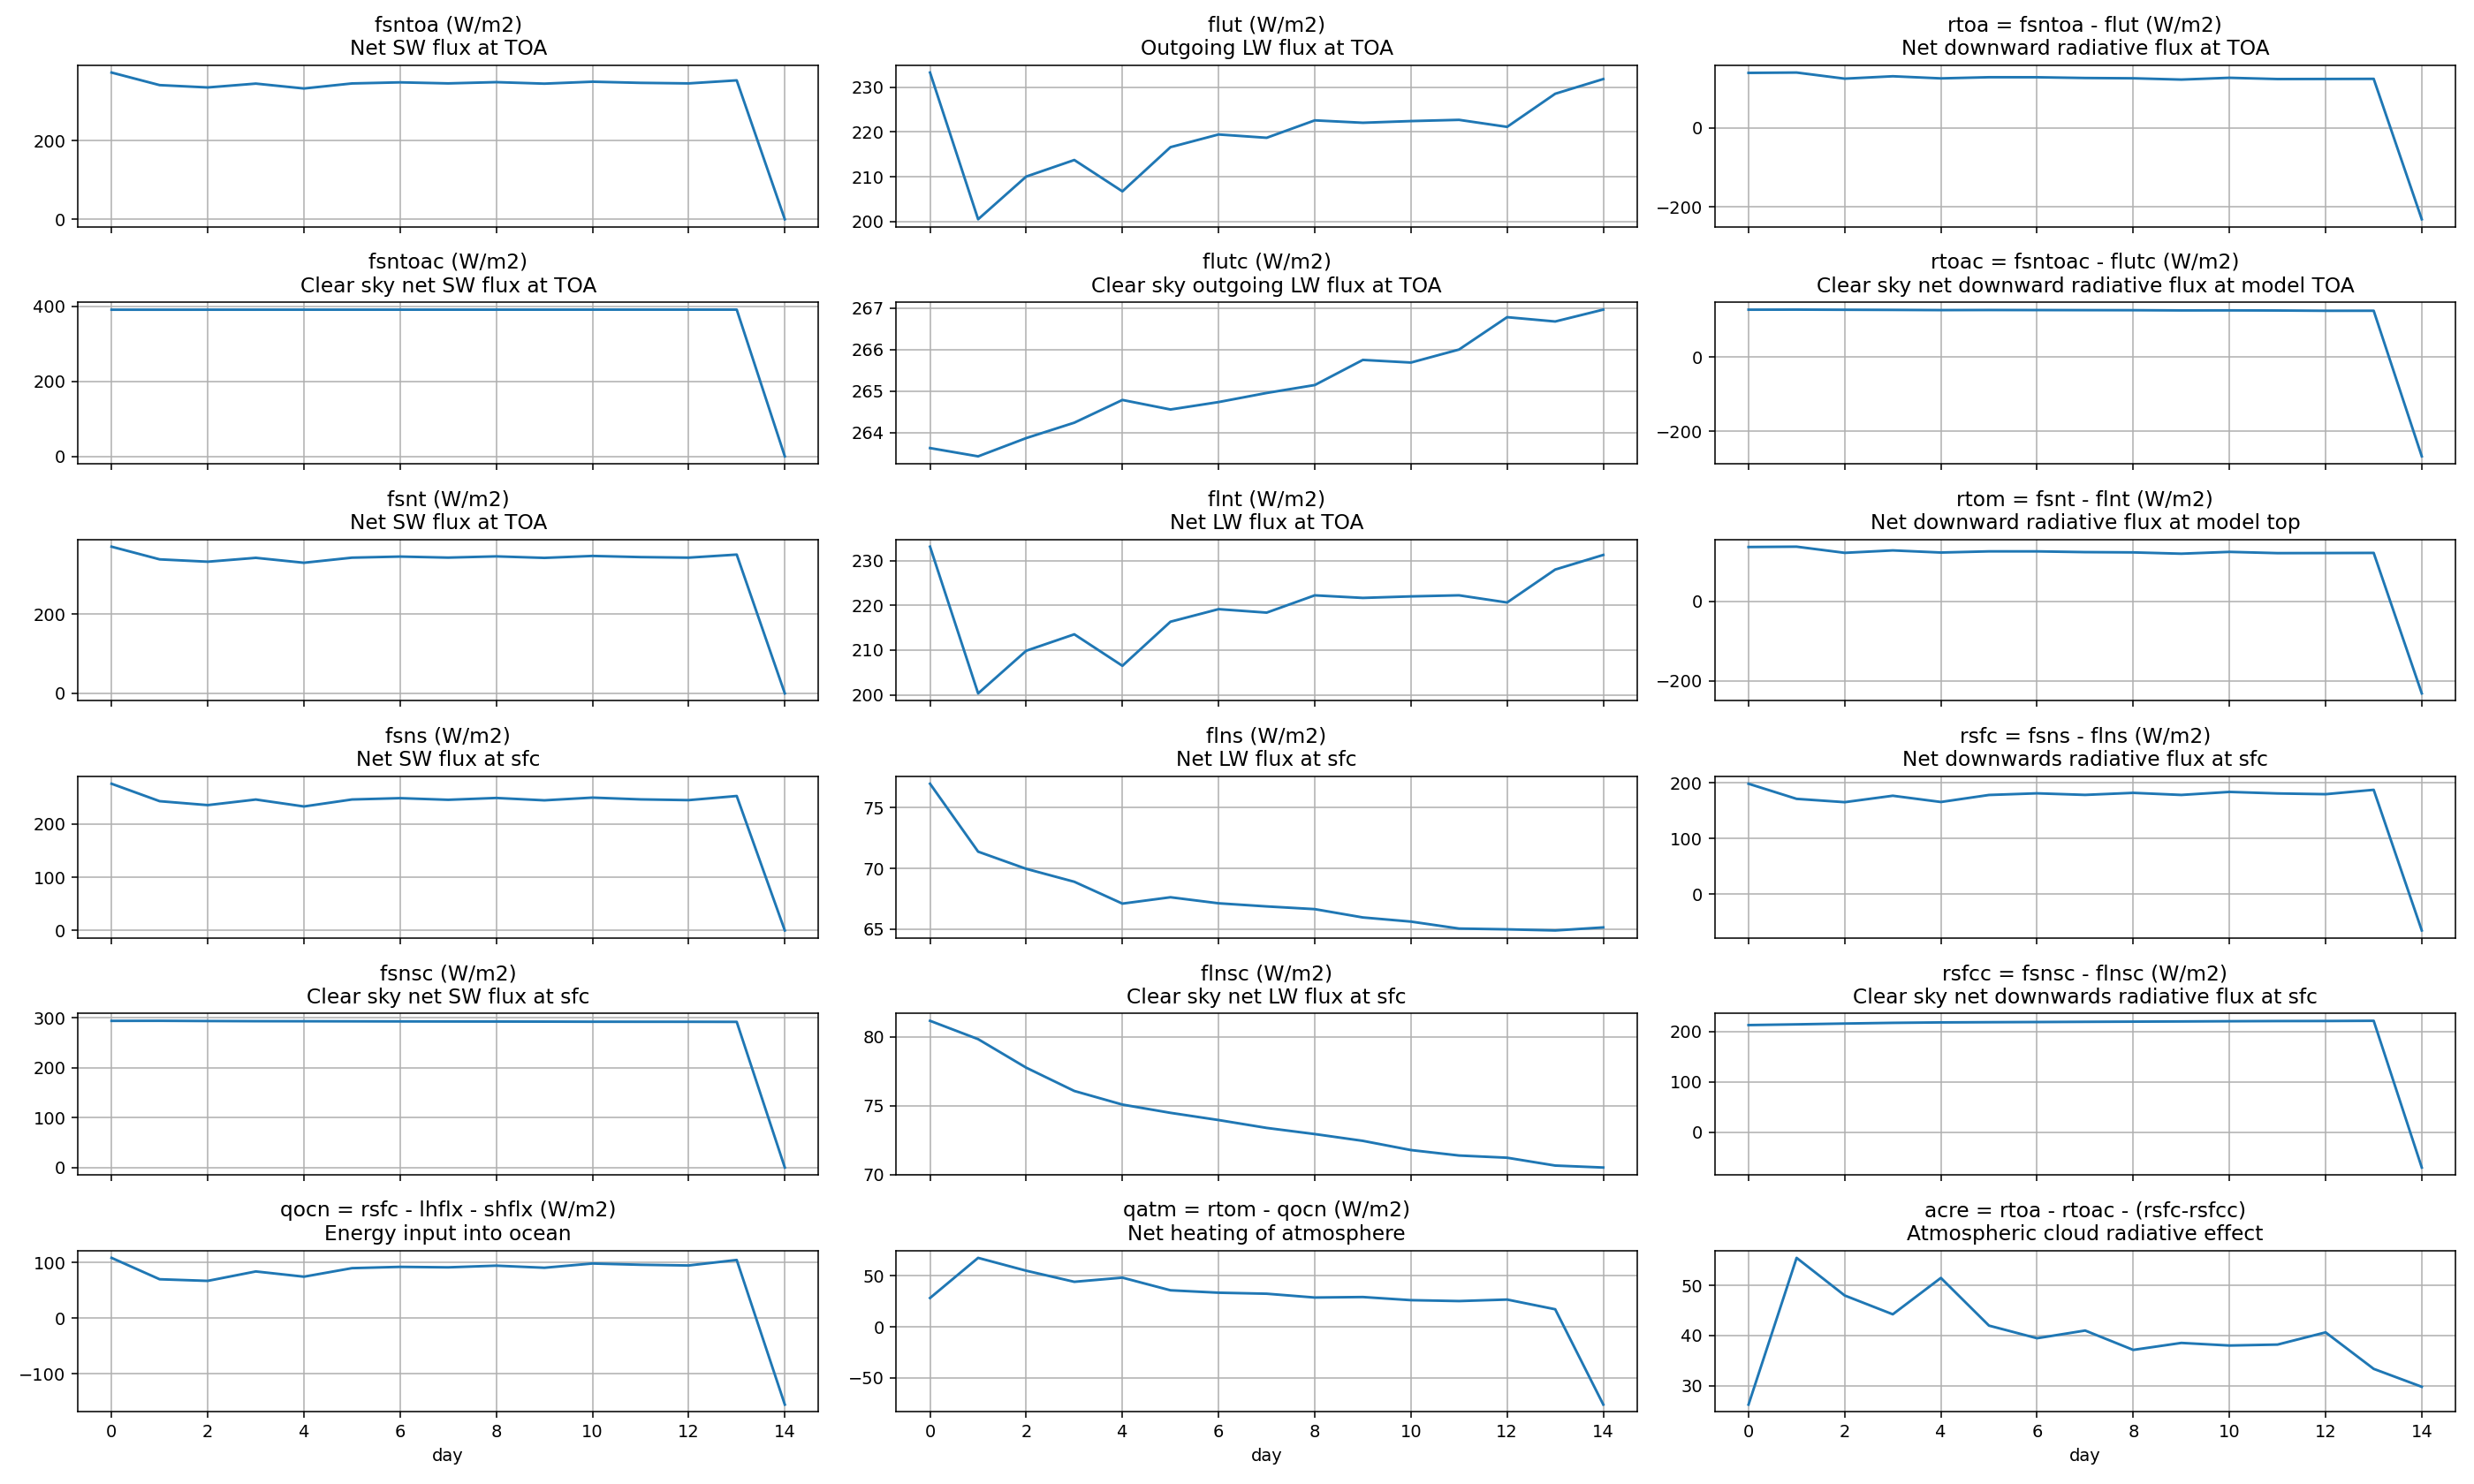 fsntoa (W/m2)
Net SW flux at TOA
200
0
flut (W/m2)
Outgoing LW flux at TOA
230
220
210
200
rtoa = fsntoa - flut (W/m2)
Net downward radiative flux at TOA
0
−200
fsntoac (W/m2)
Clear sky net SW flux at TOA
400
200
0
flutc (W/m2)
Clear sky outgoing LW flux at TOA
267
266
265
264
rtoac = fsntoac - flutc (W/m2)
Clear sky net downward radiative flux at model TOA
0
−200
fsnt (W/m2)
Net SW flux at TOA
200
0
flnt (W/m2)
Net LW flux at TOA
230
220
210
200
rtom = fsnt - flnt (W/m2)
Net downward radiative flux at model top
0
−200
fsns (W/m2)
Net SW flux at sfc
200
100
0
flns (W/m2)
Net LW flux at sfc
75
70
65
rsfc = fsns - flns (W/m2)
Net downwards radiative flux at sfc
200
100
0
fsnsc (W/m2)
Clear sky net SW flux at sfc
300
200
100
0
flnsc (W/m2)
Clear sky net LW flux at sfc
80
75
70
rsfcc = fsnsc - flnsc (W/m2)
Clear sky net downwards radiative flux at sfc
200
100
0
qocn = rsfc - lhflx - shflx (W/m2)
Energy input into ocean
100
0
−100
0 2 4 6 8 10 12 14
day
qatm = rtom - qocn (W/m2)
Net heating of atmosphere
50
0
−50
0 2 4 6 8 10 12 14
day
acre = rtoa - rtoac - (rsfc-rsfcc)
Atmospheric cloud radiative effect
50
40
30
0 2 4 6 8 10 12 14
day